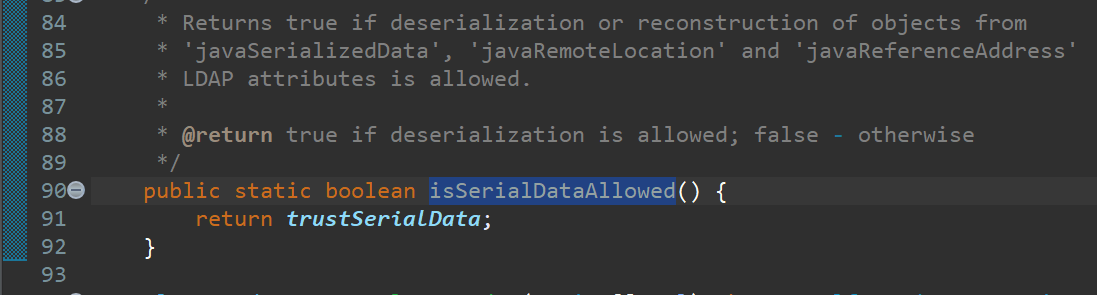 84 * Returns true if deserialization or reconstruction of objects from
85 * 'javaSerializedData', 'javaRemoteLocation' and 'javaReferenceAddress'
86 * LDAP attributes is allowed.
87 *
88 * @return true if deserialization is allowed; false - otherwise
89 */
90 public static boolean isSerialDataAllowed() {
91 return trustSerialData;
92 }
93